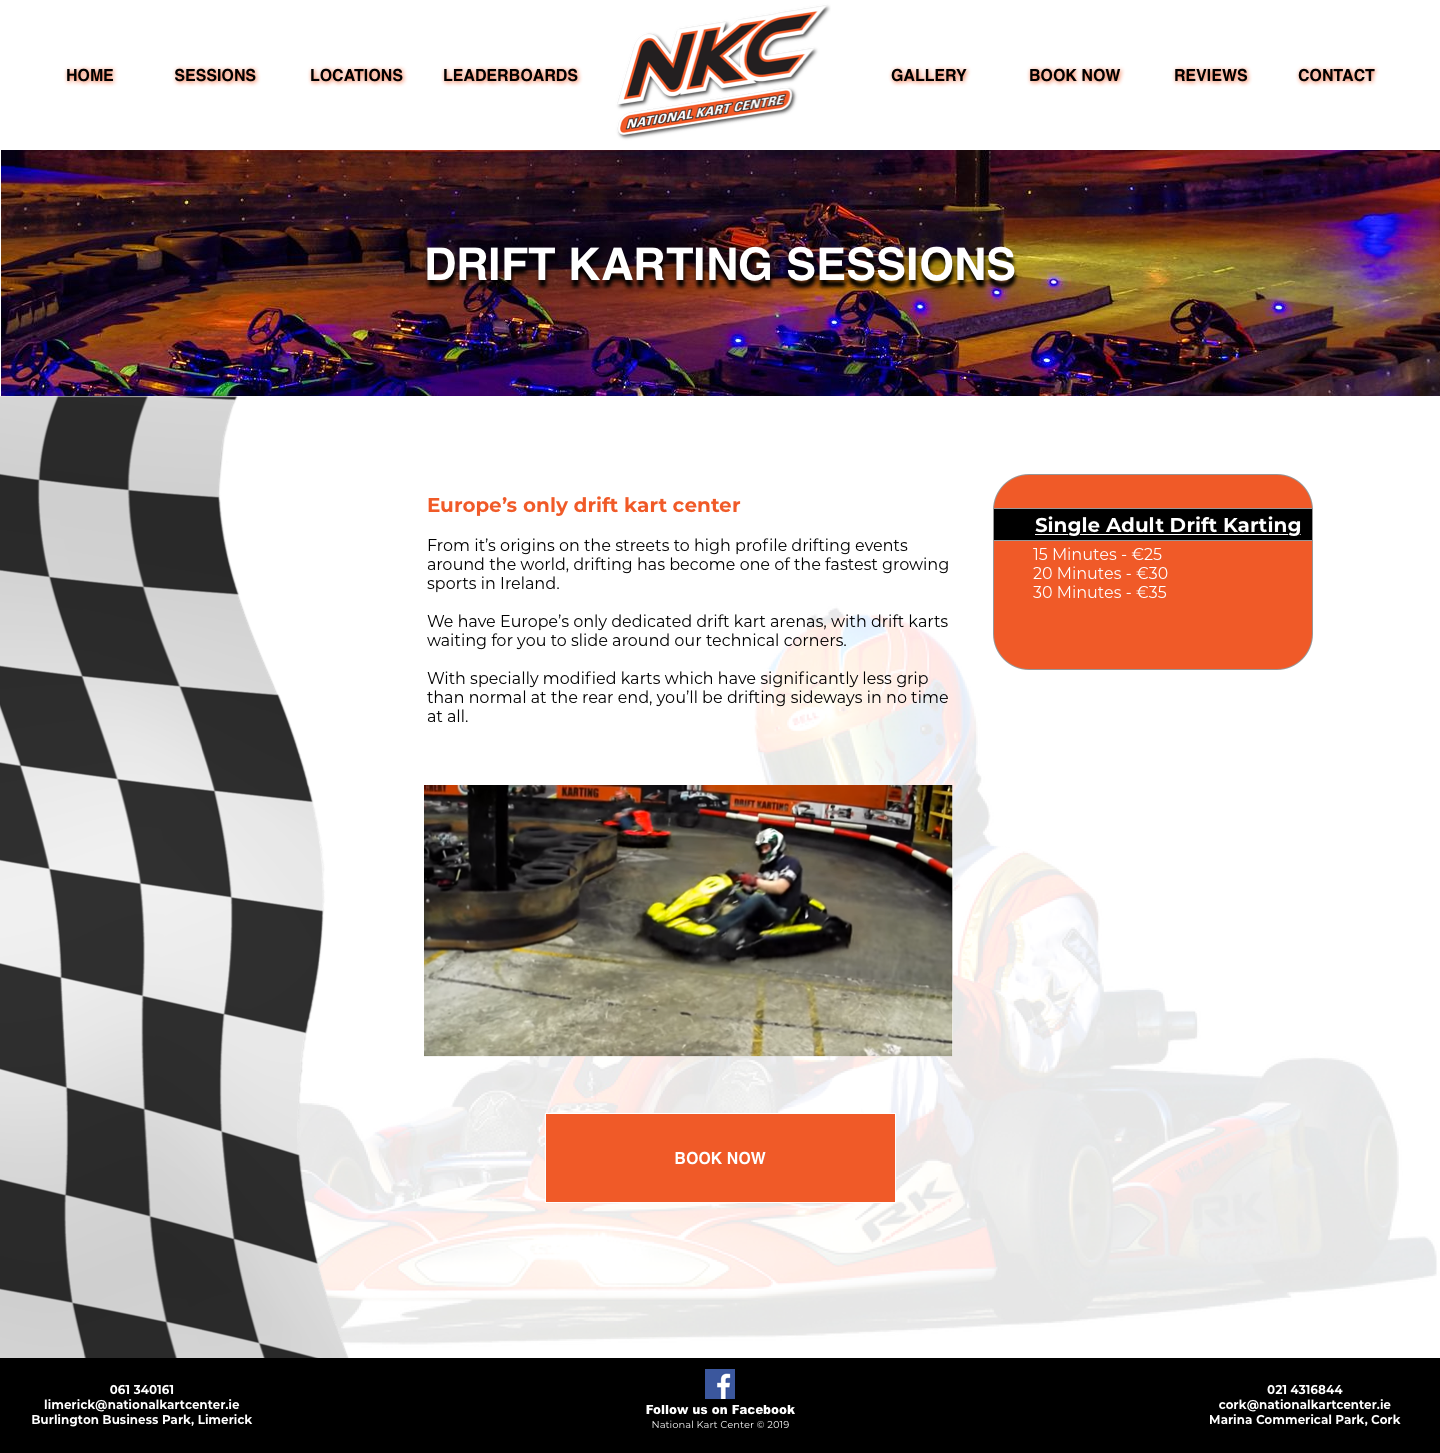 HOME
SESSIONS
LOCATIONS
LEADERBOARDS
NKC
NATIONAL KART CENTRE
GALLERY
BOOK NOW
REVIEWS
CONTACT
DRIFT KARTING SESSIONS
Europe’s only drift kart center
From it’s origins on the streets to high profile drifting events
around the world, drifting has become one of the fastest growing
sports in Ireland.
We have Europe’s only dedicated drift kart arenas, with drift karts
waiting for you to slide around our technical corners.
With specially modified karts which have significantly less grip
than normal at the rear end, you’ll be drifting sideways in no time
at all.
Single Adult Drift Karting
15 Minutes - €25
20 Minutes - €30
30 Minutes - €35
BELL
KARTING
DRIFT KARTING
BOOK NOW
RK
RK
061 340161
limerick@nationalkartcenter.ie
Burlington Business Park, Limerick
Follow us on Facebook
National Kart Center © 2019
021 4316844
cork@nationalkartcenter.ie
Marina Commerical Park, Cork